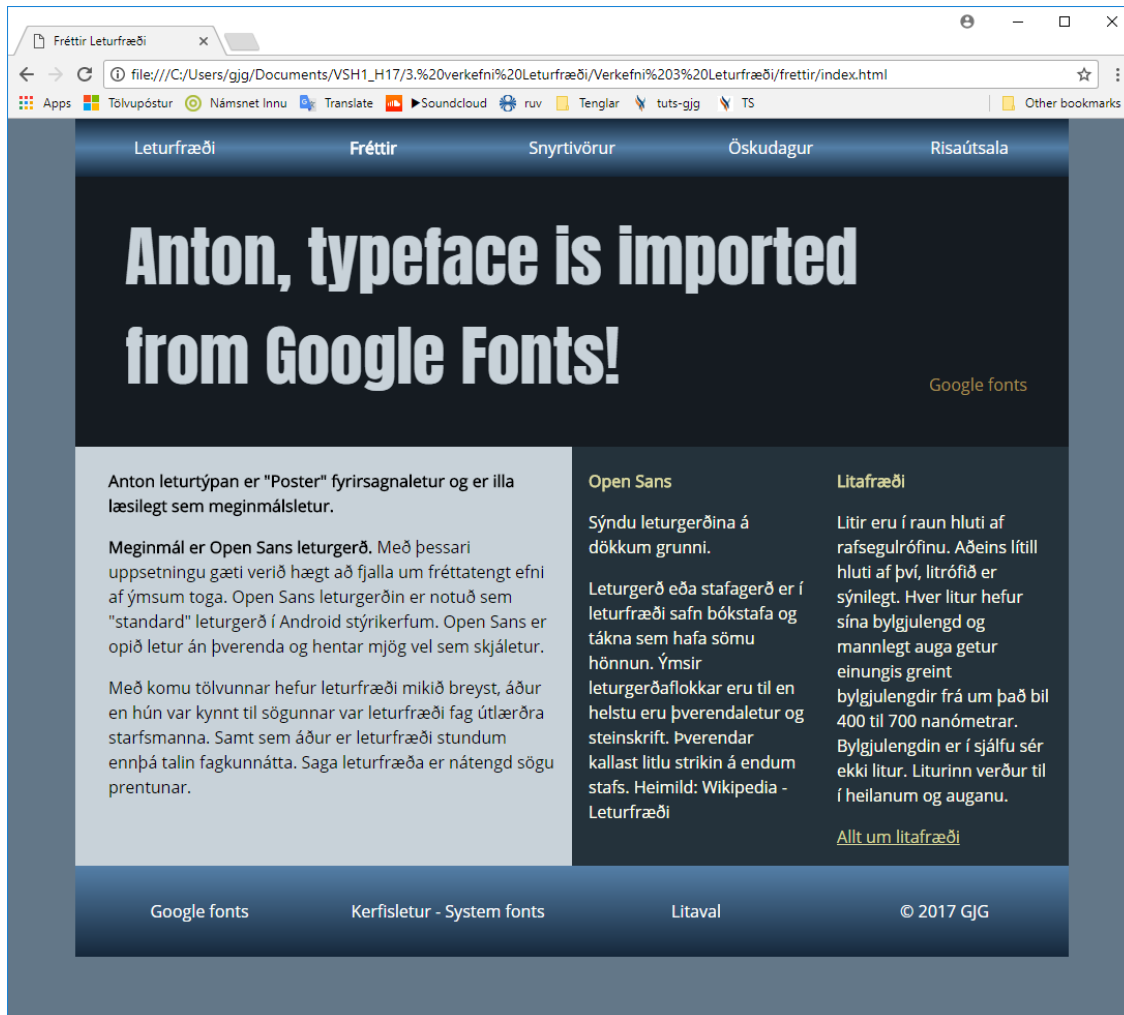 Fréttir Leturfræði
file:///C:/Users/gjg/Documents/VSH1_H17/3.%20verkefni%20Leturfræði/Verkefni%203%20Leturfræði/frettir/index.html
Apps Tölvupóstur Námsnet Innu Translate ▶Soundcloud ruv Tenglar tuts-gjg TS Other bookmarks
Leturfræði Fréttir Snyrtivörur Öskudagur Risaútsala
Anton, typeface is imported
from Google Fonts!
Google fonts
Anton leturtýpan er "Poster" fyrirsagnaletur og er illa
læsilegt sem meginmálsletur.
Meginmál er Open Sans leturgerð. Með þessari
uppsetningu gæti verið hægt að fjalla um fréttatengt efni
af ýmsum toga. Open Sans leturgerðin er notuð sem
"standard" leturgerð í Android stýrikerfum. Open Sans er
opið letur án þverenda og hentar mjög vel sem skjáletur.
Með komu tölvunnar hefur leturfræði mikið breyst, áður
en hún var kynnt til sögunnar var leturfræði fag útlærðra
starfsmanna. Samt sem áður er leturfræði stundum
ennþá talin fagkunnátta. Saga leturfræða er nátengd sögu
prentunar.
Open Sans
Sýndu leturgerðina á
dökkum grunni.
Leturgerð eða stafagerð er í
leturfræði safn bókstafa og
tákna sem hafa sömu
hönnun. Ýmsir
leturgerðaflokkar eru til en
helstu eru þverendaletur og
steinskrift. Þverendar
kallast litlu strikin á endum
stafs. Heimild: Wikipedia -
Leturfræði
Litafræði
Litir eru í raun hluti af
rafsegulrófinu. Aðeins lítill
hluti af því, litrófið er
sýnilegt. Hver litur hefur
sína bylgjulengd og
mannlegt auga getur
einungis greint
bylgjulengdir frá um það bil
400 til 700 nanómetrar.
Bylgjulengdin er í sjálfu sér
ekki litur. Liturinn verður til
í heilanum og auganu.
Allt um litafræði
Google fonts Kerfisletur - System fonts Litaval © 2017 GJG